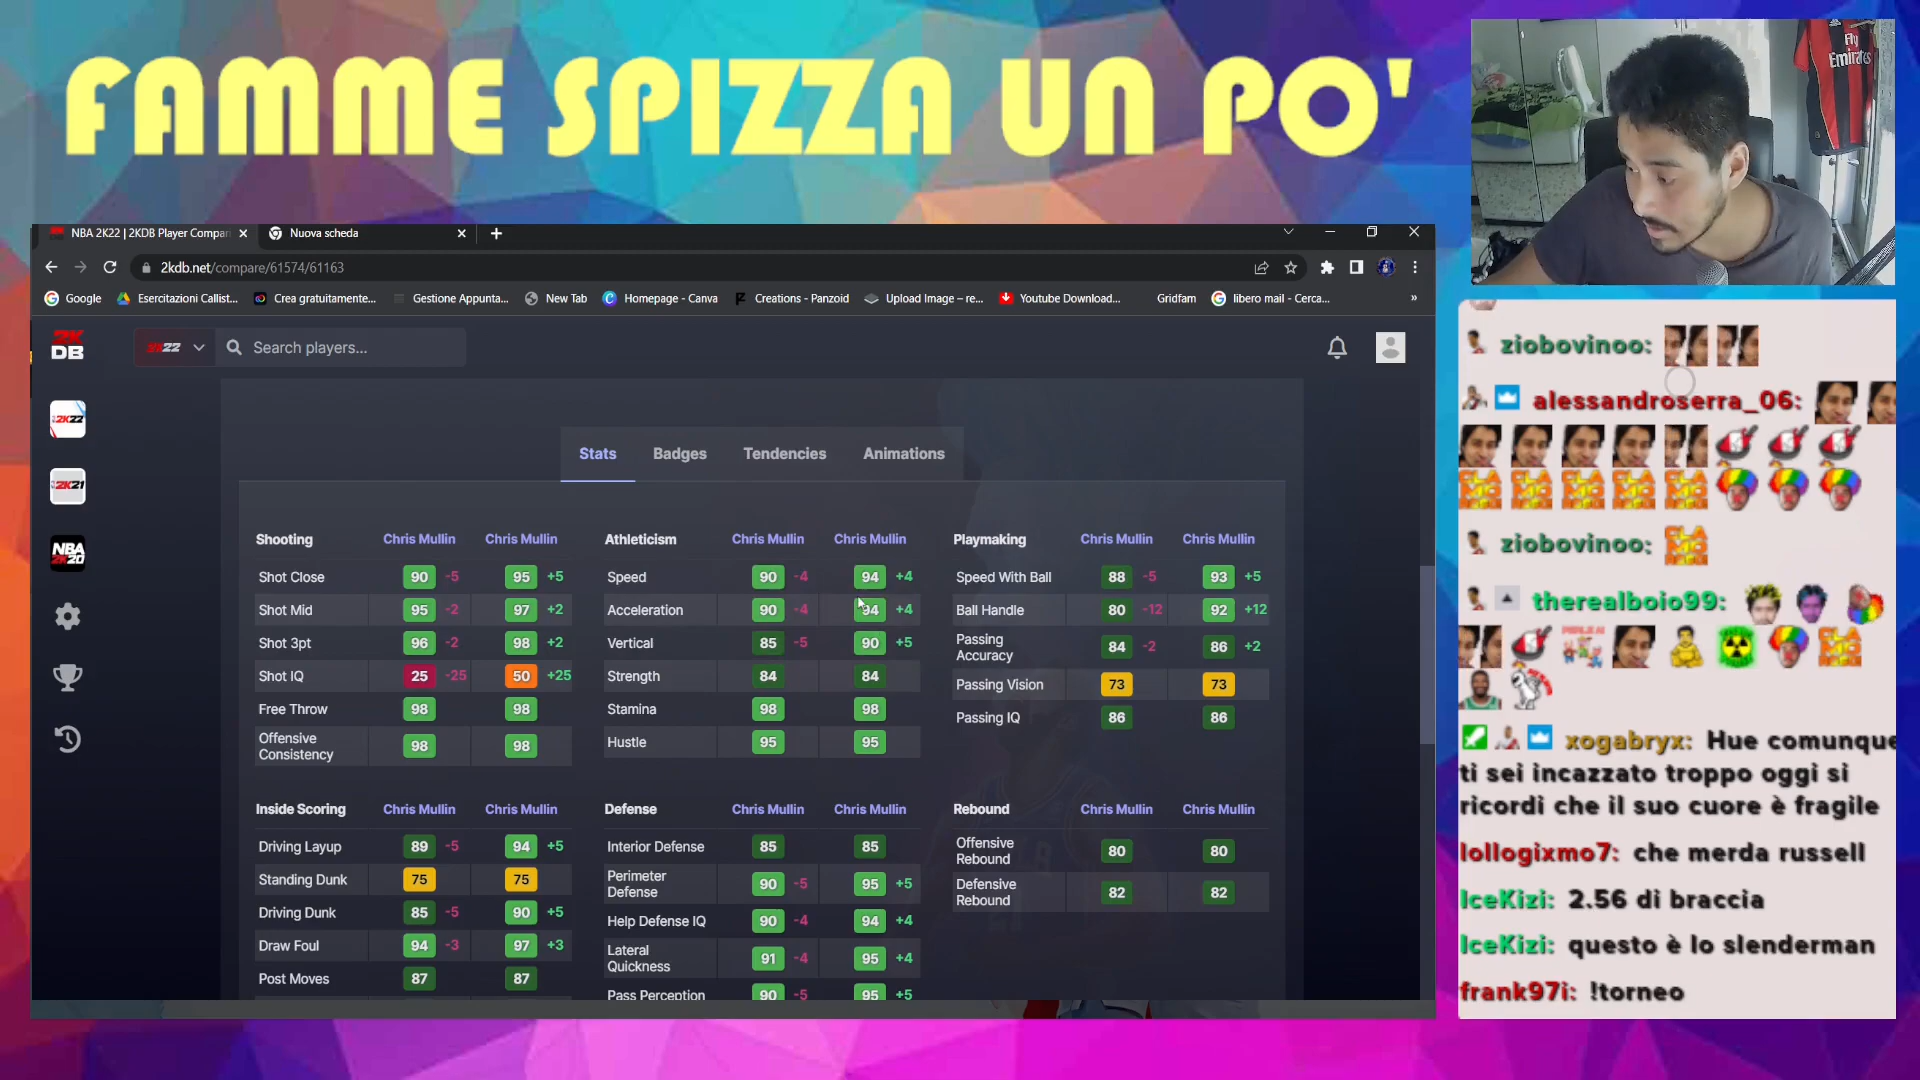 FAMME SPIZZA UN PO'
Fly
Emirates
NBA 2K22 | 2KDB Player Compari
Nuova scheda
2kdb.net/compare/61574/61163
Google
Esercitazioni Callist...
Crea gratuitamente...
Gestione Appunta...
New Tab
Homepage - Canva
Creations - Panzoid
Upload Image – re...
Youtube Download...
Gridfam
libero mail - Cerca...
»
2K
DB
2K22
Search players...
2K22
2K21
NBA
2K20
Stats Badges Tendencies Animations
Shooting Chris Mullin Chris Mullin
Shot Close 90 -5 95 +5
Shot Mid 95 -2 97 +2
Shot 3pt 96 -2 98 +2
Shot IQ 25 -25 50 +25
Free Throw 98 98
Offensive
Consistency 98 98
Athleticism Chris Mullin Chris Mullin
Speed 90 -4 94 +4
Acceleration 90 -4 94 +4
Vertical 85 -5 90 +5
Strength 84 84
Stamina 98 98
Hustle 95 95
Playmaking Chris Mullin Chris Mullin
Speed With Ball 88 -5 93 +5
Ball Handle 80 -12 92 +12
Passing
Accuracy 84 -2 86 +2
Passing Vision 73 73
Passing IQ 86 86
Inside Scoring Chris Mullin Chris Mullin
Driving Layup 89 -5 94 +5
Standing Dunk 75 75
Driving Dunk 85 -5 90 +5
Draw Foul 94 -3 97 +3
Post Moves 87 87
Defense Chris Mullin Chris Mullin
Interior Defense 85 85
Perimeter
Defense 90 -5 95 +5
Help Defense IQ 90 -4 94 +4
Lateral
Quickness 91 -4 95 +4
Pass Perception 90 -5 95 +5
Rebound Chris Mullin Chris Mullin
Offensive
Rebound 80 80
Defensive
Rebound 82 82
ziobovinoo:
alessandroserra_06:
ziobovinoo:
therealboio99:
xogabryx: Hue comunque
ti sei incazzato troppo oggi si
ricordi che il suo cuore è fragile
lollogixmo7: che merda russell
IceKizi: 2.56 di braccia
IceKizi: questo è lo slenderman
frank97i: !torneo